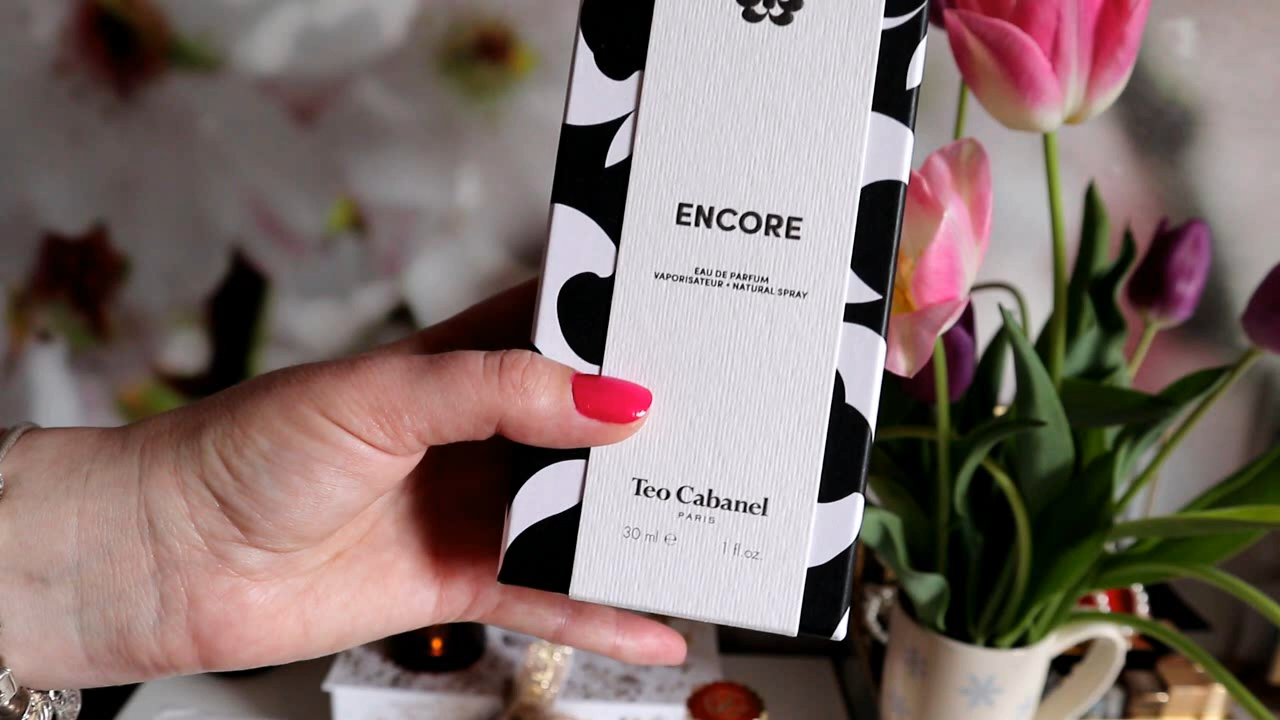 ENCORE
EAU DE PARFUM
VAPORISATEUR • NATURAL SPRAY
Teo Cabanel
PARIS
30 ml ℮ 1 fl.oz.